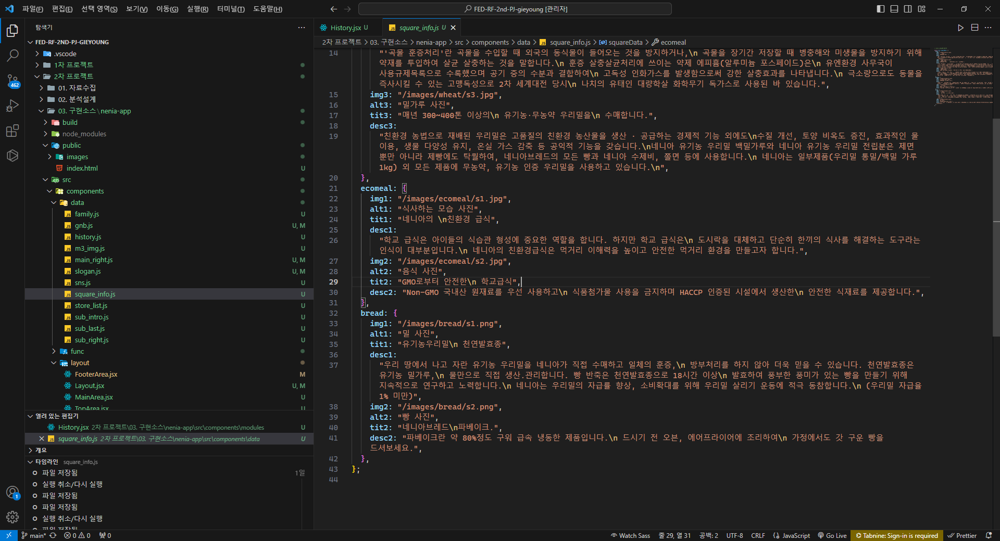 파일(F) 편집(E) 선택 영역(S) 보기(V) 이동(G) 실행(R) 터미널(T) 도움말(H)
FED-RF-2nd-PJ-gieyoung [관리자]
탐색기
FED-RF-2ND-PJ-GIEYOUNG
.vscode
1차 프로젝트
2차 프로젝트
01. 자료수집
02. 분석설계
03. 구현소스\nenia-app
build
node_modules
public
images
index.html U
src
components
data
family.js U
gnb.js U, M
history.js U
m3_img.js U
main_right.js U, M
slogan.js U, M
sns.js U
square_info.js U
store_list.js U
sub_intro.js U
sub_last.js U
sub_right.js U
func
layout
FooterArea.jsx M
Layout.jsx U, M
MainArea.jsx U
TopArea.jsx U
열려 있는 편집기
History.jsx 2차 프로젝트\03. 구현소스\nenia-app\src\components\modules U
square_info.js 2차 프로젝트\03. 구현소스\nenia-app\src\components\data U
개요
타임라인 square_info.js
파일 저장됨 1일
실행 취소/다시 실행
파일 저장됨
파일 저장됨
실행 취소/다시 실행
파일 저장됨
462
1
History.jsx U
square_info.js U
2차 프로젝트 > 03. 구현소스 > nenia-app > src > components > data > square_info.js > squareData > ecomeal
14 "'곡물 훈증처리'란 곡물을 수입할 때 외국의 동식물이 들어오는 것을 방지하거나,\n 곡물을 장기간 저장할 때 병충해와 미생물을 방지하기 위해
약재를 투입하여 살균 살충하는 것을 말합니다.\n 훈증 살충살균처리에 쓰이는 약제 에피흄(알루미늄 포스페이드)은\n 유엔환경 사무국이
사용규제목록으로 수록했으며 공기 중의 수분과 결합하여\n 고독성 인화가스를 발생함으로써 강한 살충효과를 나타냅니다.\n 극소량으로도 동물을
즉사시킬 수 있는 고맹독성으로 2차 세계대전 당시\n 나치의 유태인 대량학살 화학무기 독가스로 사용된 바 있습니다.",
15 img3: "/images/wheat/s3.jpg",
16 alt3: "밀가루 사진",
17 tit3: "매년 300~400톤 이상의\n 유기농·무농약 우리밀을\n 수매합니다.",
18 desc3:
19 "친환경 농법으로 재배된 우리밀은 고품질의 친환경 농산물을 생산 · 공급하는 경제적 기능 외에도\n수질 개선, 토양 비옥도 증진, 효과적인 물
이용, 생물 다양성 유지, 온실 가스 감축 등 공익적 기능을 갖습니다.\n네니아 유기농 우리밀 백밀가루와 네니아 유기농 우리밀 전립분은 제면
뿐만 아니라 제빵에도 탁월하여, 네니아브레드의 모든 빵과 네니아 수제비, 쫄면 등에 사용합니다.\n 네니아는 일부제품(우리밀 통밀/백밀 가루
1kg) 외 모든 제품에 무농약, 유기농 인증 우리밀을 사용하고 있습니다.\n",
20 },
21 ecomeal: {
22 img1: "/images/ecomeal/s1.jpg",
23 alt1: "식사하는 모습 사진",
24 tit1: "네니아의 \n친환경 급식",
25 desc1:
26 "학교 급식은 아이들의 식습관 형성에 중요한 역할을 합니다. 하지만 학교 급식은\n 도시락을 대체하고 단순히 한끼의 식사를 해결하는 도구라는
인식이 대부분입니다.\n 네니아의 친환경급식은 먹거리 이해력을 높이고 안전한 먹거리 환경을 만들고자 합니다.",
27 img2: "/images/ecomeal/s2.jpg",
28 alt2: "음식 사진",
29 tit2: "GMO로부터 안전한\n 학교급식",
30 desc2: "Non-GMO 국내산 원재료를 우선 사용하고\n 식품첨가물 사용을 금지하며 HACCP 인증된 시설에서 생산한\n 안전한 식재료를 제공합니다.",
31 },
32 bread: {
33 img1: "/images/bread/s1.png",
34 alt1: "밀 사진",
35 tit1: "유기농우리밀\n 천연발효종",
36 desc1:
37 "우리 땅에서 나고 자란 유기농 우리밀을 네니아가 직접 수매하고 일체의 훈증,\n 방부처리를 하지 않아 더욱 믿을 수 있습니다. 천연발효종은
유기농 밀가루,\n 물만으로 직접 생산.관리합니다. 빵 반죽은 천연발효종으로 18시간 이상\n 발효하여 풍부한 풍미가 있는 빵을 만들기 위해
지속적으로 연구하고 노력합니다.\n 네니아는 우리밀의 자급률 향상, 소비확대를 위해 우리밀 살리기 운동에 적극 동참합니다.\n (우리밀 자급율
1% 미만)",
38 img2: "/images/bread/s2.png",
39 alt2: "빵 사진",
40 tit2: "네니아브레드\n파베이크.",
41 desc2: "파베이크란 약 80%정도 구워 급속 냉동한 제품입니다.\n 드시기 전 오븐, 에어프라이어에 조리하여\n 가정에서도 갓 구운 빵을
드셔보세요.",
42 },
43 };
44
main* 0 0 0
Watch Sass 줄 29, 열 31 공백: 2 UTF-8 CRLF JavaScript Go Live Tabnine: Sign-in is required Prettier